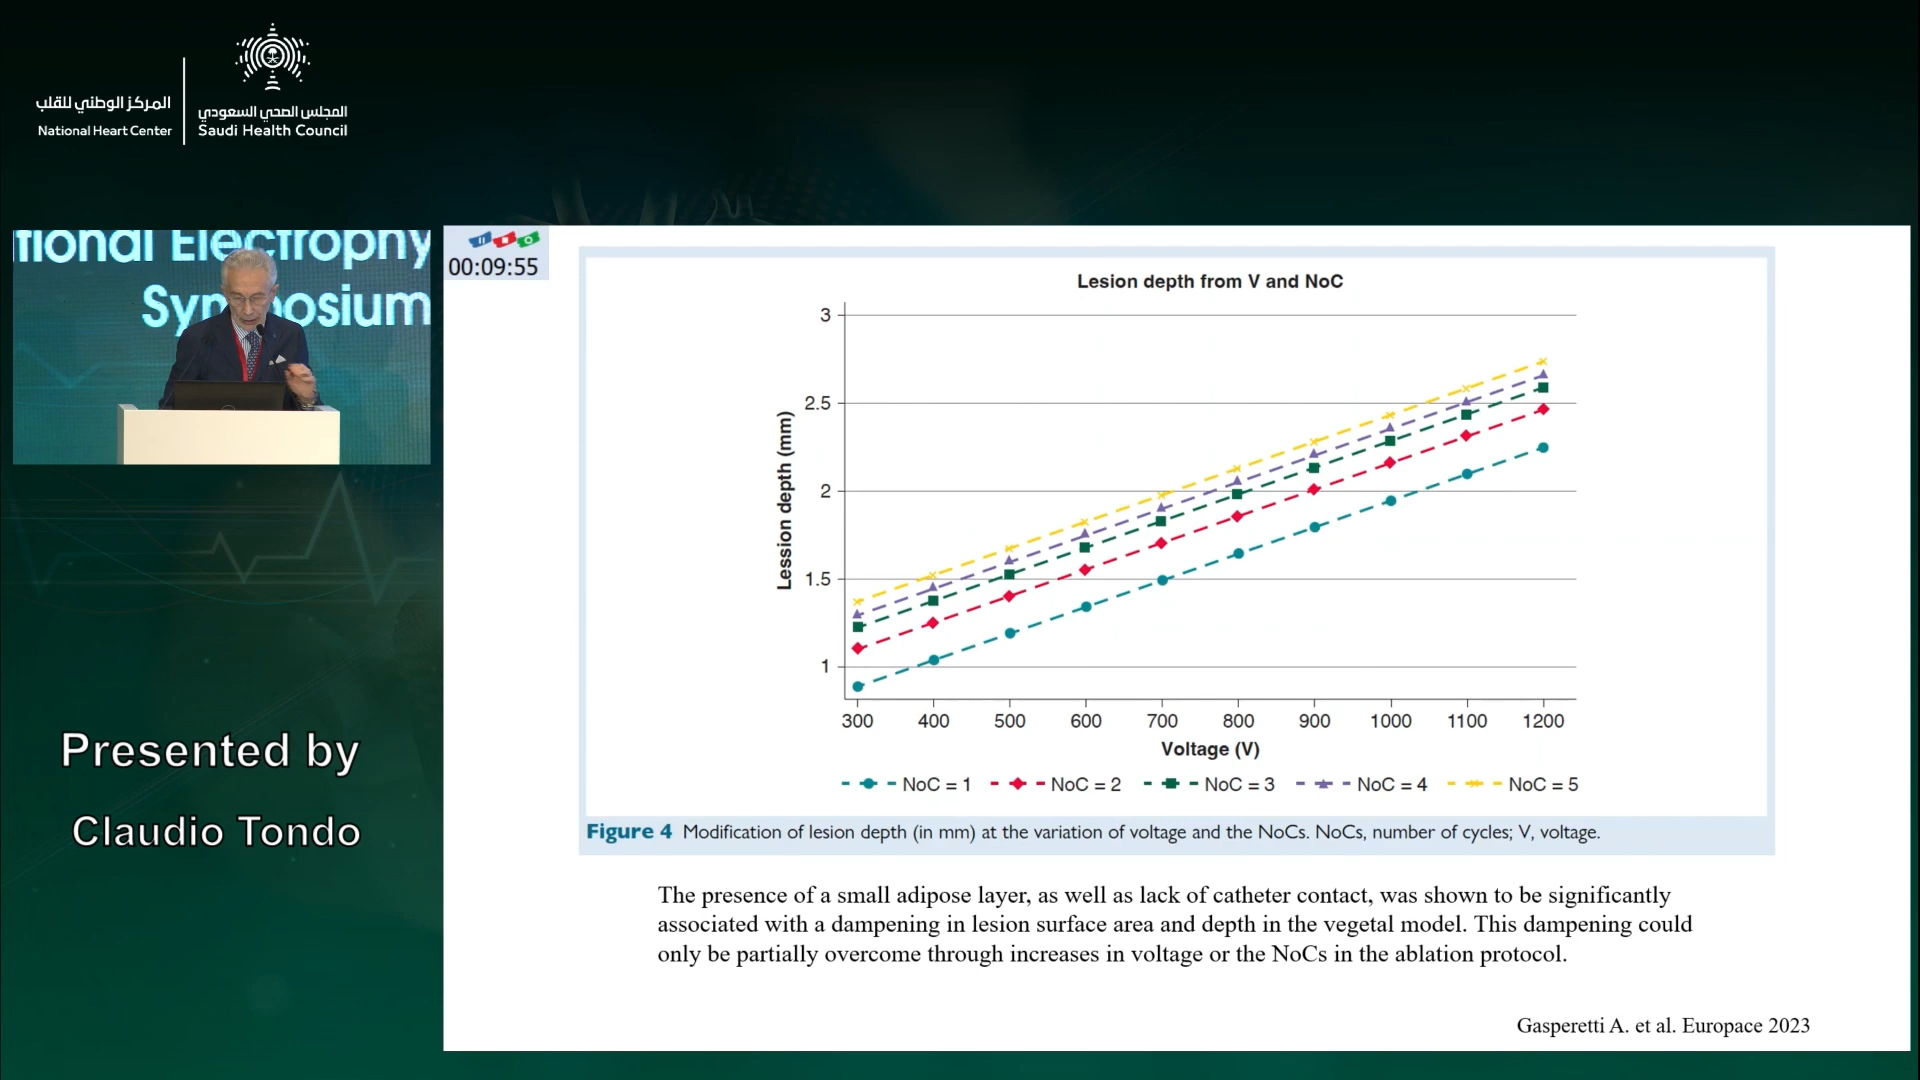 المركز الوطني للقلب
National Heart Center
المجلس الصحي السعودي
Saudi Health Council
tional Electrophy
Symposium
00:09:55
Lesion depth from V and NoC
Lession depth (mm)
3
2.5
2
1.5
1
300 400 500 600 700 800 900 1000 1100 1200
Voltage (V)
NoC = 1 NoC = 2 NoC = 3 NoC = 4 NoC = 5
Figure 4 Modification of lesion depth (in mm) at the variation of voltage and the NoCs. NoCs, number of cycles; V, voltage.
The presence of a small adipose layer, as well as lack of catheter contact, was shown to be significantly
associated with a dampening in lesion surface area and depth in the vegetal model. This dampening could
only be partially overcome through increases in voltage or the NoCs in the ablation protocol.
Gasperetti A. et al. Europace 2023
Presented by
Claudio Tondo